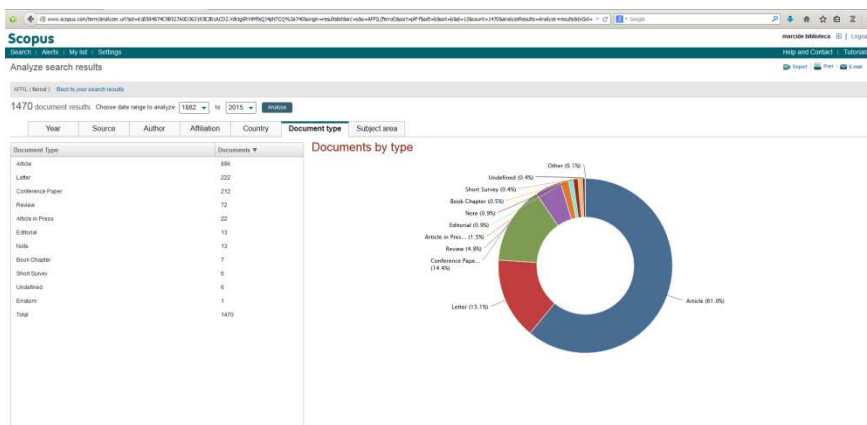 Google
Scopus
marcide biblioteca | Logout
Search | Alerts | My list | Settings
Help and Contact | Tutorials
Analyze search results
Export | Print | E-mail
AFFIL ( ferrol ) Back to your search results
1470 document results Choose date range to analyze: 1882 to 2015 Analyze
Year Source Author Affiliation Country Document type Subject area
Documents by type
Document Type Documents
Article
Letter 222
Conference Paper 212
Review 72
Article in Press 22
Editorial 13
Note 13
Book Chapter 7
Short Survey 6
Undefined 6
Erratum 1
Total 1470
Other (0.1%)
Undefined (0.4%)
Short Survey (0.4%)
Book Chapter (0.5%)
Note (0.9%)
Editorial (0.9%)
Article in Pres... (1.5%)
Review (4.9%)
Conference Pape...
(14.4%)
Letter (15.1%)
Article (61.0%)